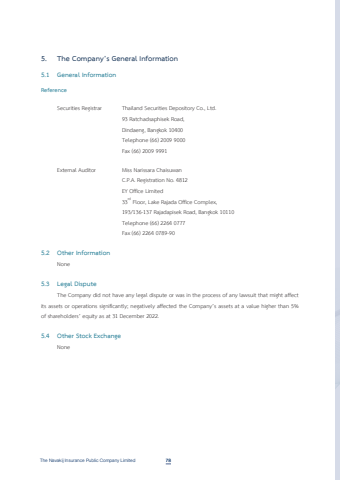 5. The Company's General Information
5.1 General Information
Reference
Securities Registrar Thailand Securities Depository Co., Ltd.
93 Ratchadaphisek Road,
Dindaeng, Bangkok 10400
Telephone (66) 2009 9000
Fax (66) 2009 9991
External Auditor Miss Narissara Chaisuwan
C.P.A. Registration No. 4812
EY Office Limited
33rd Floor, Lake Rajada Office Complex,
193/136-137 Rajadapisek Road, Bangkok 10110
Telephone (66) 2264 0777
Fax (66) 2264 0789-90
5.2 Other Information
None
5.3 Legal Dispute
The Company did not have any legal dispute or was in the process of any lawsuit that might affect
its assets or operations significantly, negatively affected the Company's assets at a value higher than 5%
of shareholders' equity as at 31 December 2022.
5.4 Other Stock Exchange
None
The Navakij Insurance Public Company Limited 78